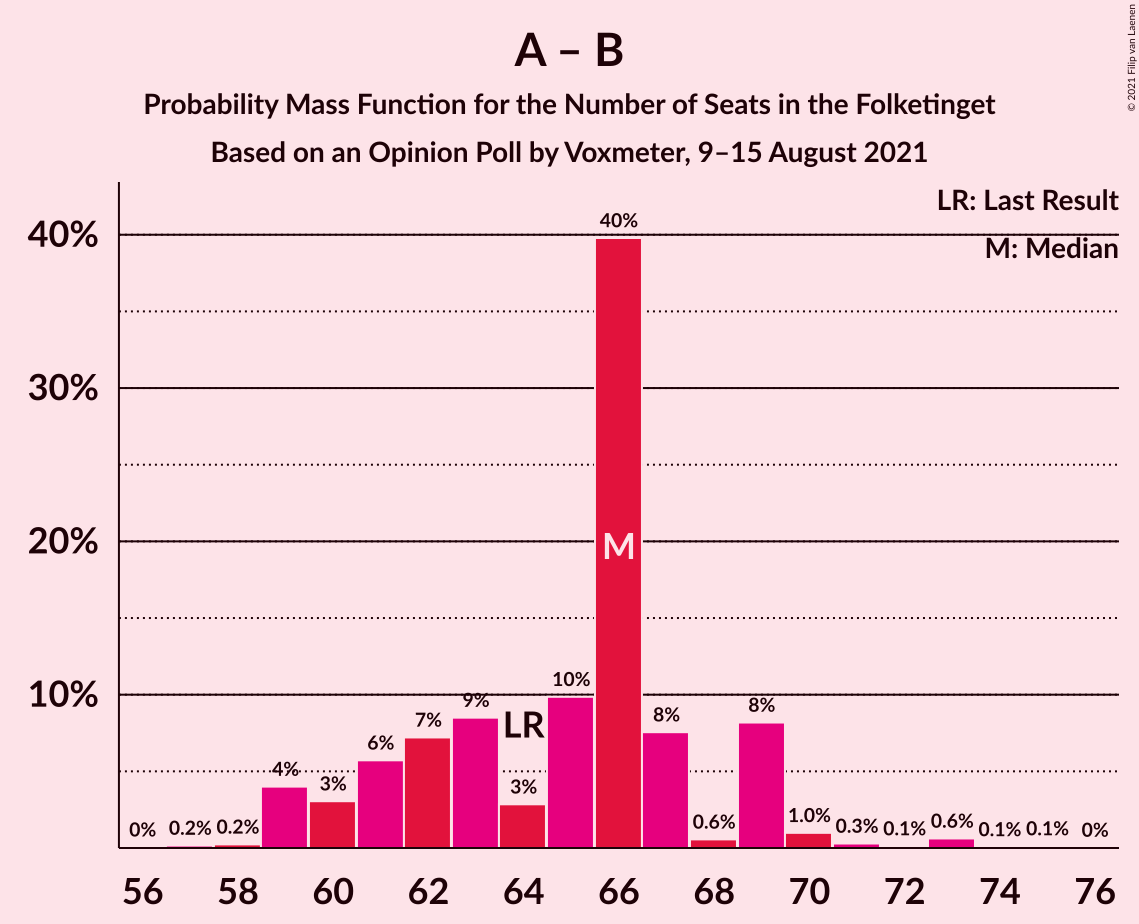 A – B
Probability Mass Function for the Number of Seats in the Folketinget
Based on an Opinion Poll by Voxmeter, 9–15 August 2021
© 2021 Filip van Laenen
LR: Last Result
M: Median
40%
30%
20%
10%
0%
0.2%
0.2%
4%
3%
6%
7%
9%
3%
LR
10%
40%
M
8%
0.6%
8%
1.0%
0.3%
0.1%
0.6%
0.1%
0.1%
0%
56 58 60 62 64 66 68 70 72 74 76